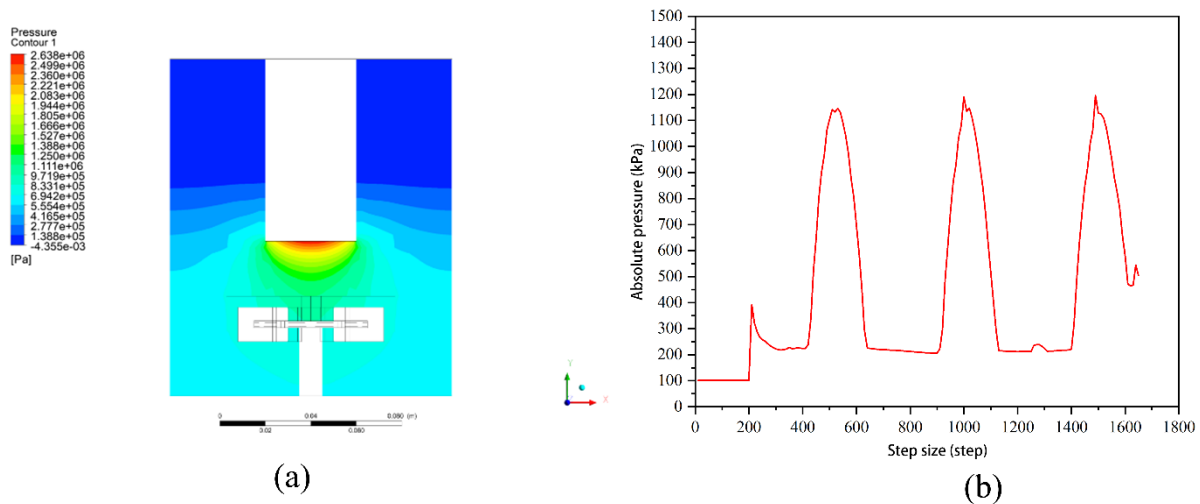 Pressure
Contour 1
2.638e+06
2.499e+06
2.360e+06
2.221e+06
2.083e+06
1.944e+06
1.805e+06
1.666e+06
1.527e+06
1.388e+06
1.250e+06
1.111e+06
9.719e+05
8.331e+05
6.942e+05
5.554e+05
4.165e+05
2.777e+05
1.388e+05
-4.355e-03
[Pa]
0
0.04
0.080 (m)
0.02
0.080
Y
X
(a)
1500
1400
1300
1200
1100
1000
900
800
700
600
500
400
300
200
100
0
Absolute pressure (kPa)
0 200 400 600 800 1000 1200 1400 1600 1800
Step size (step)
(b)